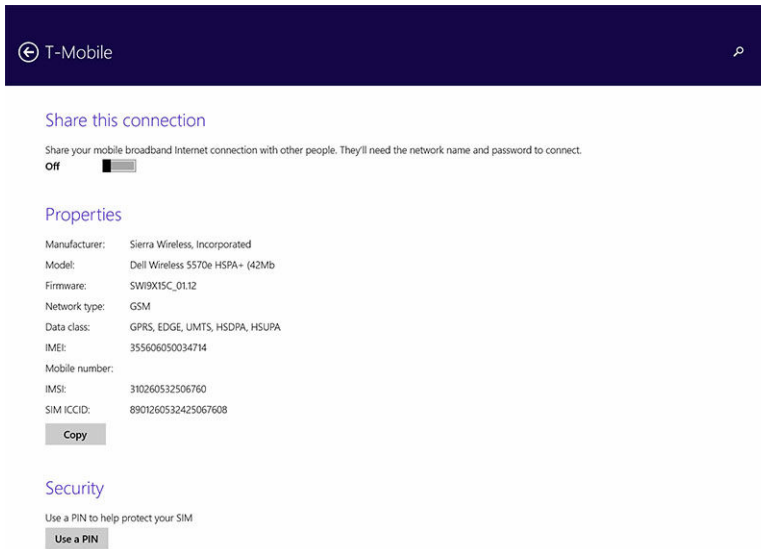 T-Mobile
Share this connection
Share your mobile broadband Internet connection with other people. They'll need the network name and password to connect.
Off
Properties
Manufacturer: Sierra Wireless, Incorporated
Model: Dell Wireless 5570e HSPA+ (42Mb
Firmware: SWI9X15C_01.12
Network type: GSM
Data class: GPRS, EDGE, UMTS, HSDPA, HSUPA
IMEI: 355606050034714
Mobile number:
IMSI: 310260532506760
SIM ICCID: 8901260532425067608
Copy
Security
Use a PIN to help protect your SIM
Use a PIN